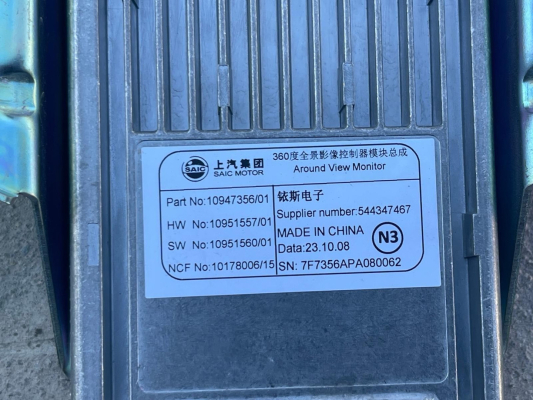 SAIC
上汽集团
SAIC MOTOR
360度全景影像控制器模块总成
Around View Monitor
Part No:10947356/01
HW No:10951557/01
SW No:10951560/01
NCF No:10178006/15
铱斯电子
Supplier number:544347467
MADE IN CHINA
Data:23.10.08
N3
SN: 7F7356APA080062